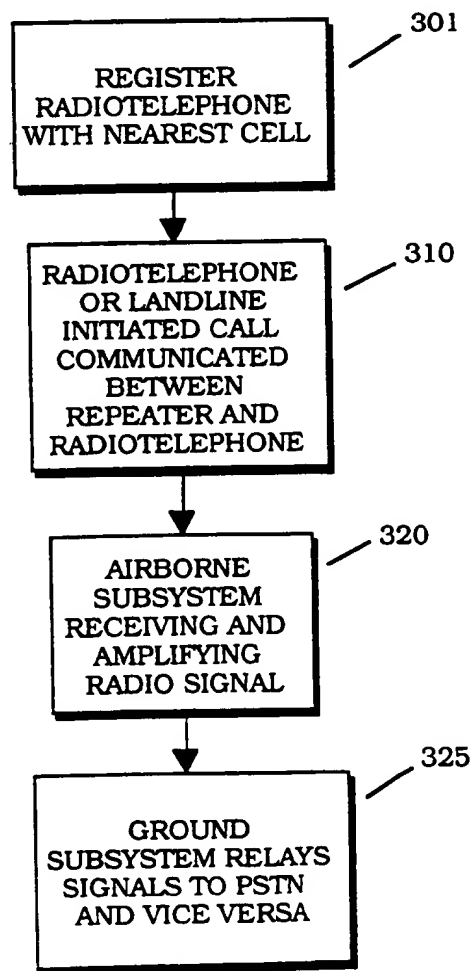 301
REGISTER
RADIOTELEPHONE
WITH NEAREST CELL
310
RADIOTELEPHONE
OR LANDLINE
INITIATED CALL
COMMUNICATED
BETWEEN
REPEATER AND
RADIOTELEPHONE
320
AIRBORNE
SUBSYSTEM
RECEIVING AND
AMPLIFYING
RADIO SIGNAL
325
GROUND
SUBSYSTEM RELAYS
SIGNALS TO PSTN
AND VICE VERSA